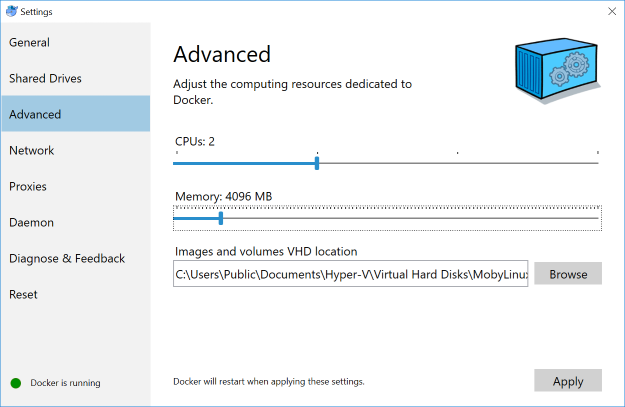 Settings
General
Shared Drives
Advanced
Network
Proxies
Daemon
Diagnose & Feedback
Reset
Docker is running
Advanced
Adjust the computing resources dedicated to
Docker.
CPUs: 2
Memory: 4096 MB
Images and volumes VHD location
C:\Users\Public\Documents\Hyper-V\Virtual Hard Disks\MobyLinux
Browse
Docker will restart when applying these settings.
Apply